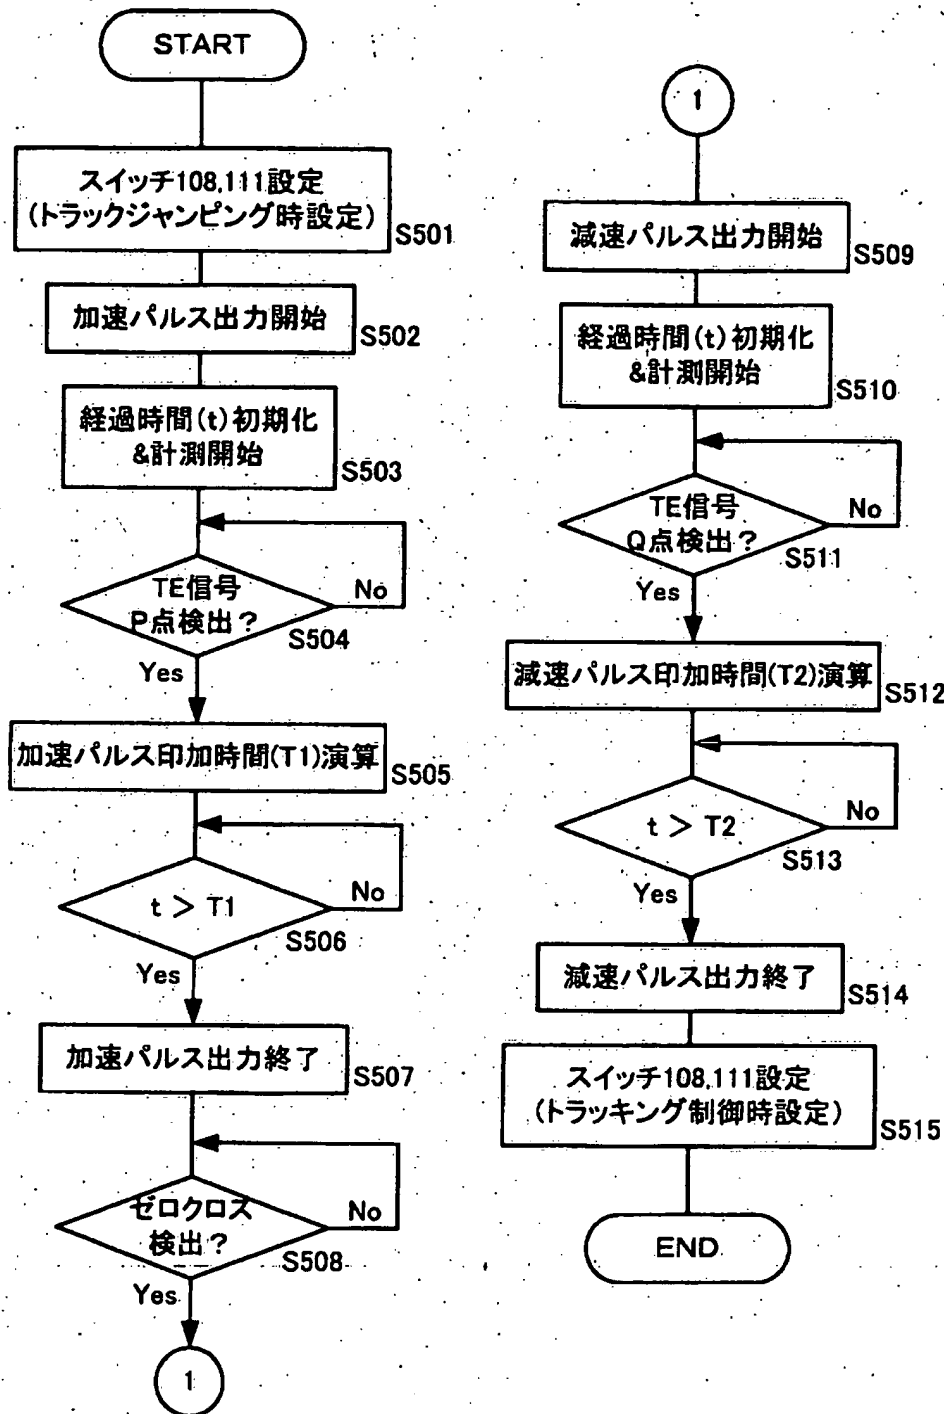 START
スイッチ108,111設定
(トラックジャンピング時設定)
S501
加速パルス出力開始
S502
経過時間(t)初期化
&計測開始
S503
TE信号
P点検出?
No
S504
Yes
加速パルス印加時間(T1)演算
S505
t > T1
No
S506
Yes
加速パルス出力終了
S507
ゼロクロス
検出?
No
S508
Yes
1
1
減速パルス出力開始
S509
経過時間(t)初期化
&計測開始
S510
TE信号
Q点検出?
No
S511
Yes
減速パルス印加時間(T2)演算
S512
t > T2
No
S513
Yes
減速パルス出力終了
S514
スイッチ108,111設定
(トラッキング制御時設定)
S515
END